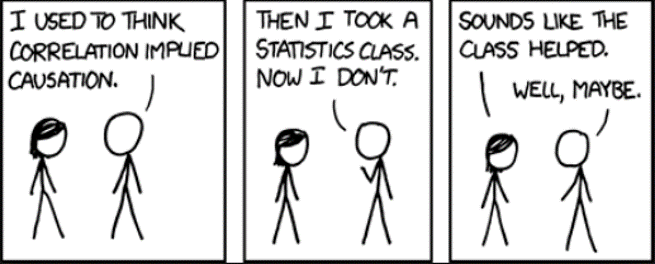 I USED TO THINK
CORRELATION IMPLIED
CAUSATION.
THEN I TOOK A
STATISTICS CLASS.
NOW I DON'T.
SOUNDS LIKE THE
CLASS HELPED.
WELL, MAYBE.